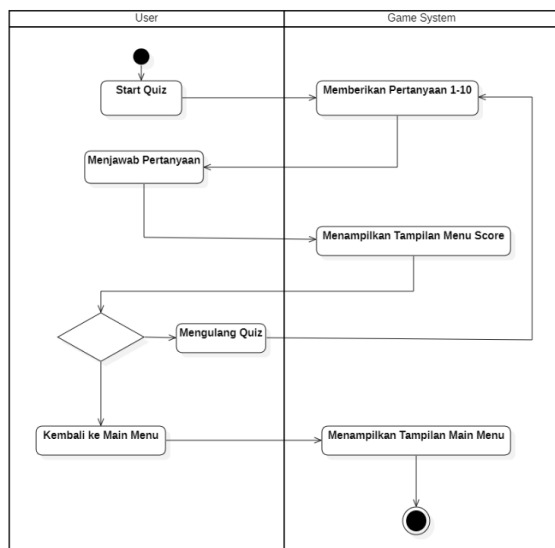 User
Game System
Start Quiz
Memberikan Pertanyaan 1-10
Menjawab Pertanyaan
Menampilkan Tampilan Menu Score
Mengulang Quiz
Kembali ke Main Menu
Menampilkan Tampilan Main Menu